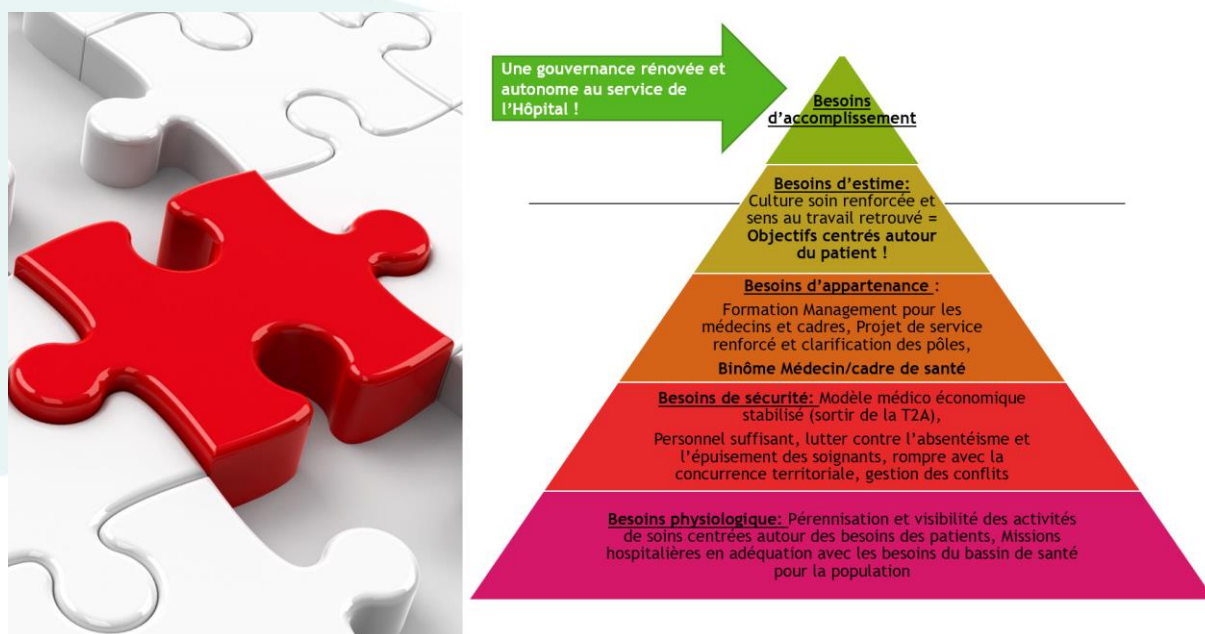 Une gouvernance rénovée et
autonome au service de
l'Hôpital !
Besoins
d'accomplissement
Besoins d'estime:
Culture soin renforcée et
sens au travail retrouvé =
Objectifs centrés autour
du patient !
Besoins d'appartenance :
Formation Management pour les
médecins et cadres, Projet de service
renforcé et clarification des pôles,
Binôme Médecin/cadre de santé
Besoins de sécurité: Modèle médico économique
stabilisé (sortir de la T2A),
Personnel suffisant, lutter contre l'absentéisme et
l'épuisement des soignants, rompre avec la
concurrence territoriale, gestion des conflits
Besoins physiologique: Pérennisation et visibilité des activités
de soins centrées autour des besoins des patients, Missions
hospitalières en adéquation avec les besoins du bassin de santé
pour la population